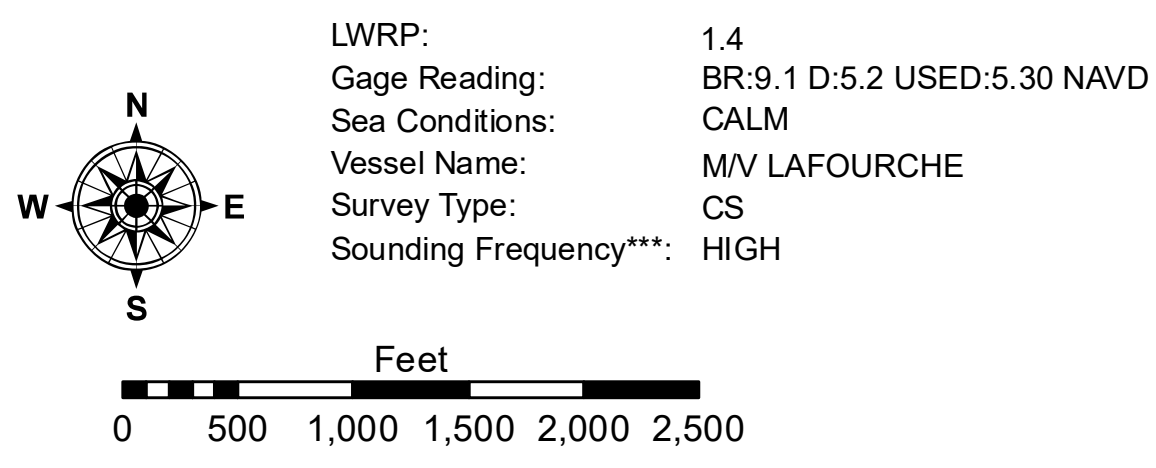 LWRP: 1.4
Gage Reading: BR:9.1 D:5.2 USED:5.30 NAVD
Sea Conditions: CALM
Vessel Name: M/V LAFOURCHE
Survey Type: CS
Sounding Frequency***: HIGH
N
W E
S
Feet
0 500 1,000 1,500 2,000 2,500